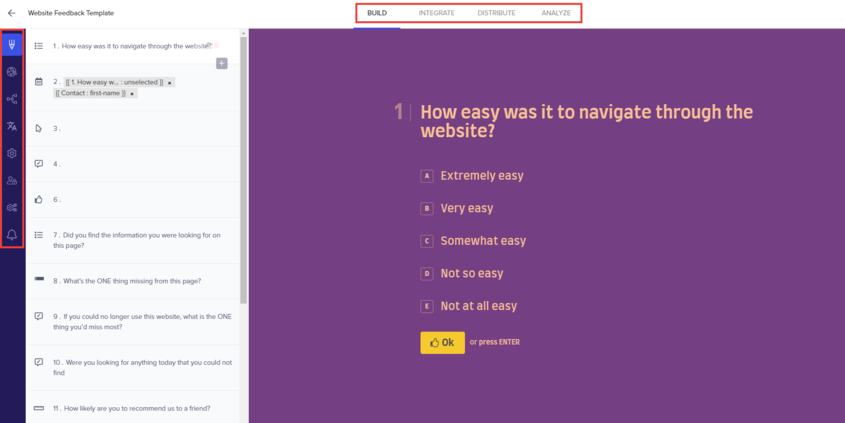 Website Feedback Template
BUILD INTEGRATE DISTRIBUTE ANALYZE
1 . How easy was it to navigate through the website?
2 . {{ 1. How easy w... : unselected }}
{{ Contact : first-name }}
3 .
4 .
6 .
7 . Did you find the information you were looking for on
this page?
8 . What's the ONE thing missing from this page?
9 . If you could no longer use this website, what is the ONE
thing you'd miss most?
10 . Were you looking for anything today that you could not
find
11 . How likely are you to recommend us to a friend?
1 How easy was it to navigate through the
website?
A Extremely easy
B Very easy
C Somewhat easy
D Not so easy
E Not at all easy
Ok or press ENTER